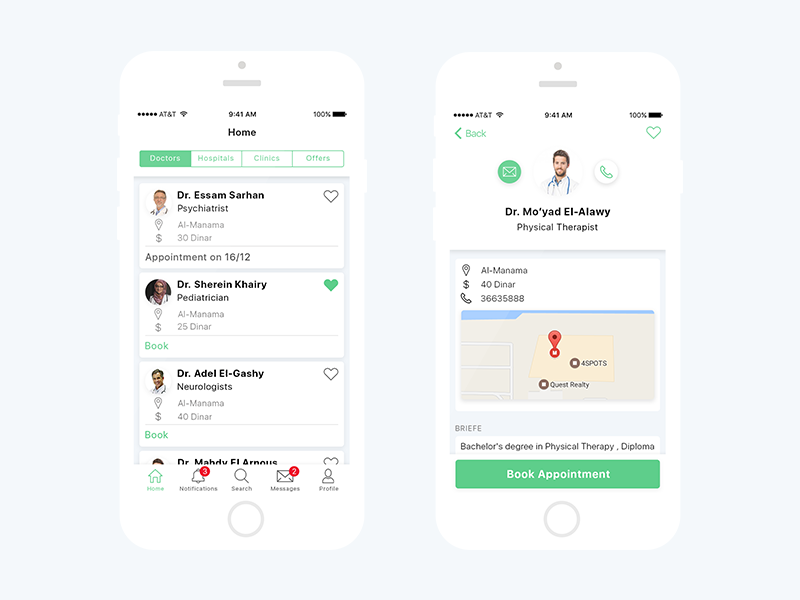 AT&T 9:41 AM 100%
Home
Doctors Hospitals Clinics Offers
Dr. Essam Sarhan
Psychiatrist
Al-Manama
$ 30 Dinar
Appointment on 16/12
Dr. Sherein Khairy
Pediatrician
Al-Manama
$ 25 Dinar
Book
Dr. Adel El-Gashy
Neurologists
Al-Manama
$ 40 Dinar
Book
Dr. Mahdy El Arnous
3 2
Home Notifications Search Messages Profile
AT&T 9:41 AM 100%
Back
Dr. Mo'yad El-Alawy
Physical Therapist
Al-Manama
$ 40 Dinar
36635888
4SPOTS
Quest Realty
BRIEFE
Bachelor's degree in Physical Therapy , Diploma
Book Appointment